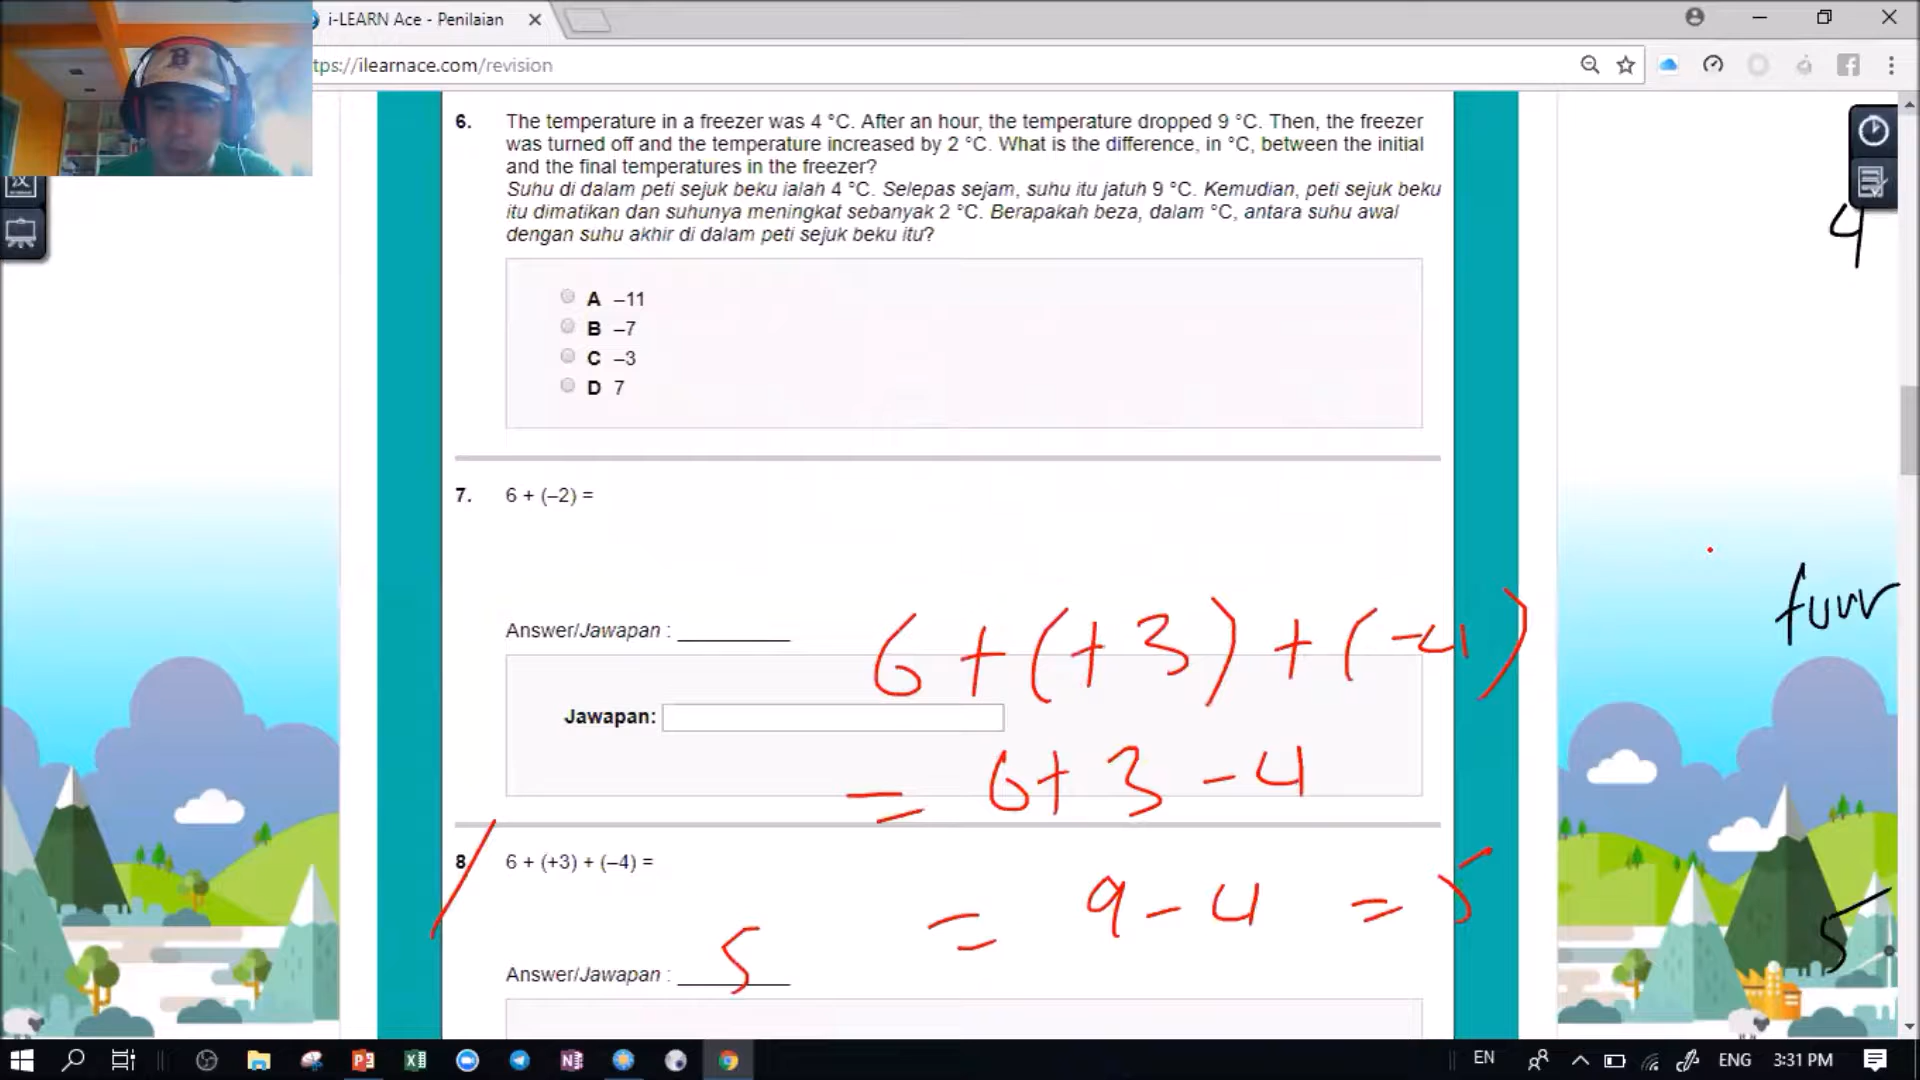 i-LEARN Ace - Penilaian
tps://ilearnace.com/revision
6. The temperature in a freezer was 4 °C. After an hour, the temperature dropped 9 °C. Then, the freezer
was turned off and the temperature increased by 2 °C. What is the difference, in °C, between the initial
and the final temperatures in the freezer?
Suhu di dalam peti sejuk beku ialah 4 °C. Selepas sejam, suhu itu jatuh 9 °C. Kemudian, peti sejuk beku
itu dimatikan dan suhunya meningkat sebanyak 2 °C. Berapakah beza, dalam °C, antara suhu awal
dengan suhu akhir di dalam peti sejuk beku itu?
4
A –11
B –7
C –3
D 7
7. 6 + (–2) =
Answer/Jawapan :
6 + (+3) + (-4)
Jawapan:
= 6+3-4
8 6 + (+3) + (–4) =
= 9-4 = 5
Answer/Jawapan : 5
5
EN ENG 3:31 PM